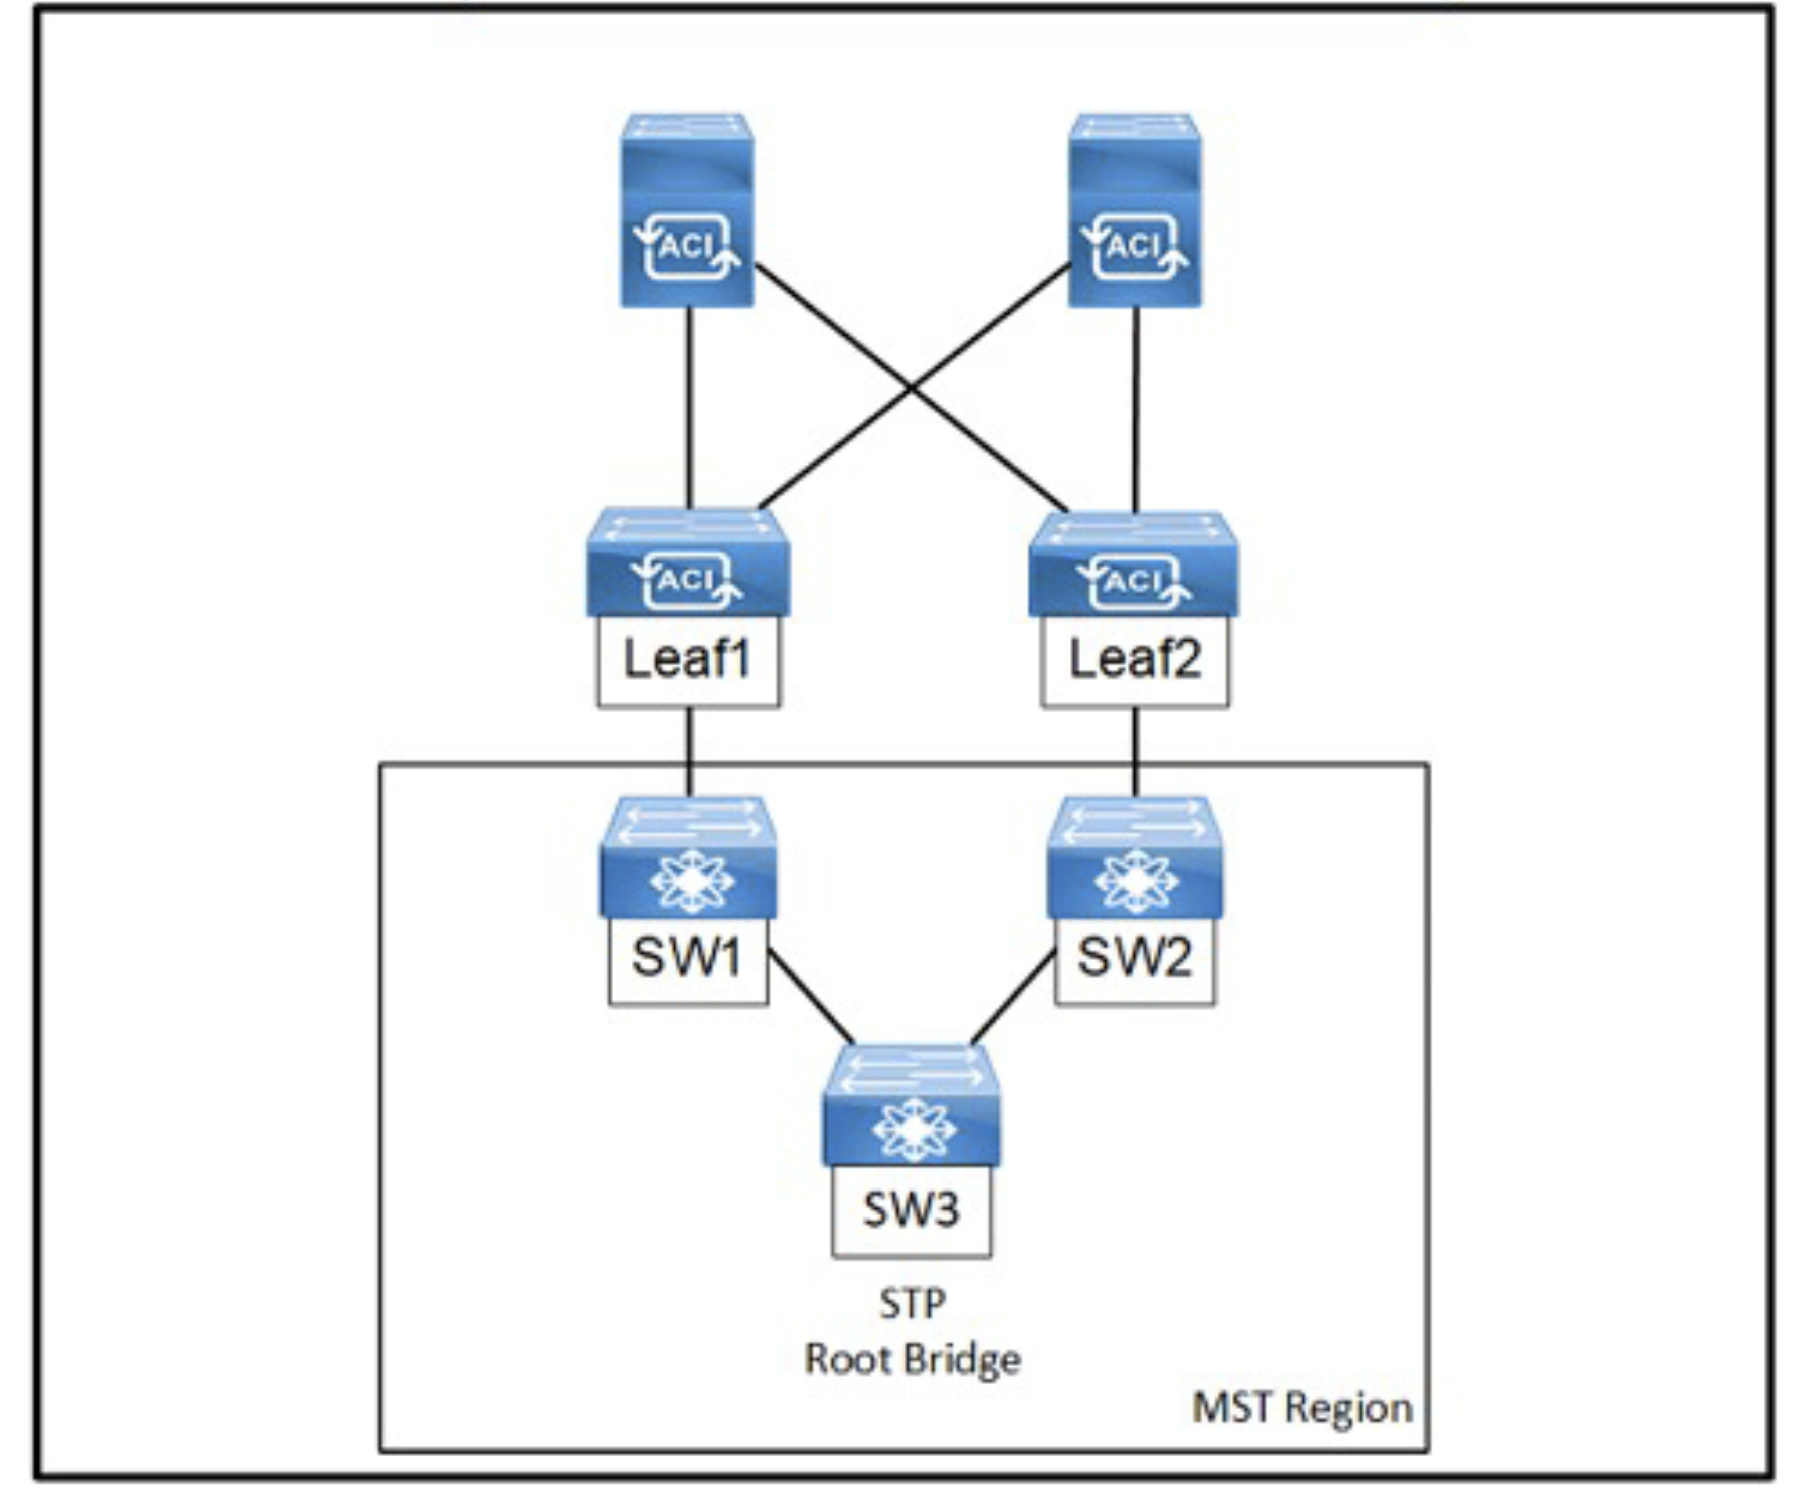 ACI
ACI
ACI
ACI
Leaf1
Leaf2
SW1
SW2
SW3
STP
Root Bridge
MST Region